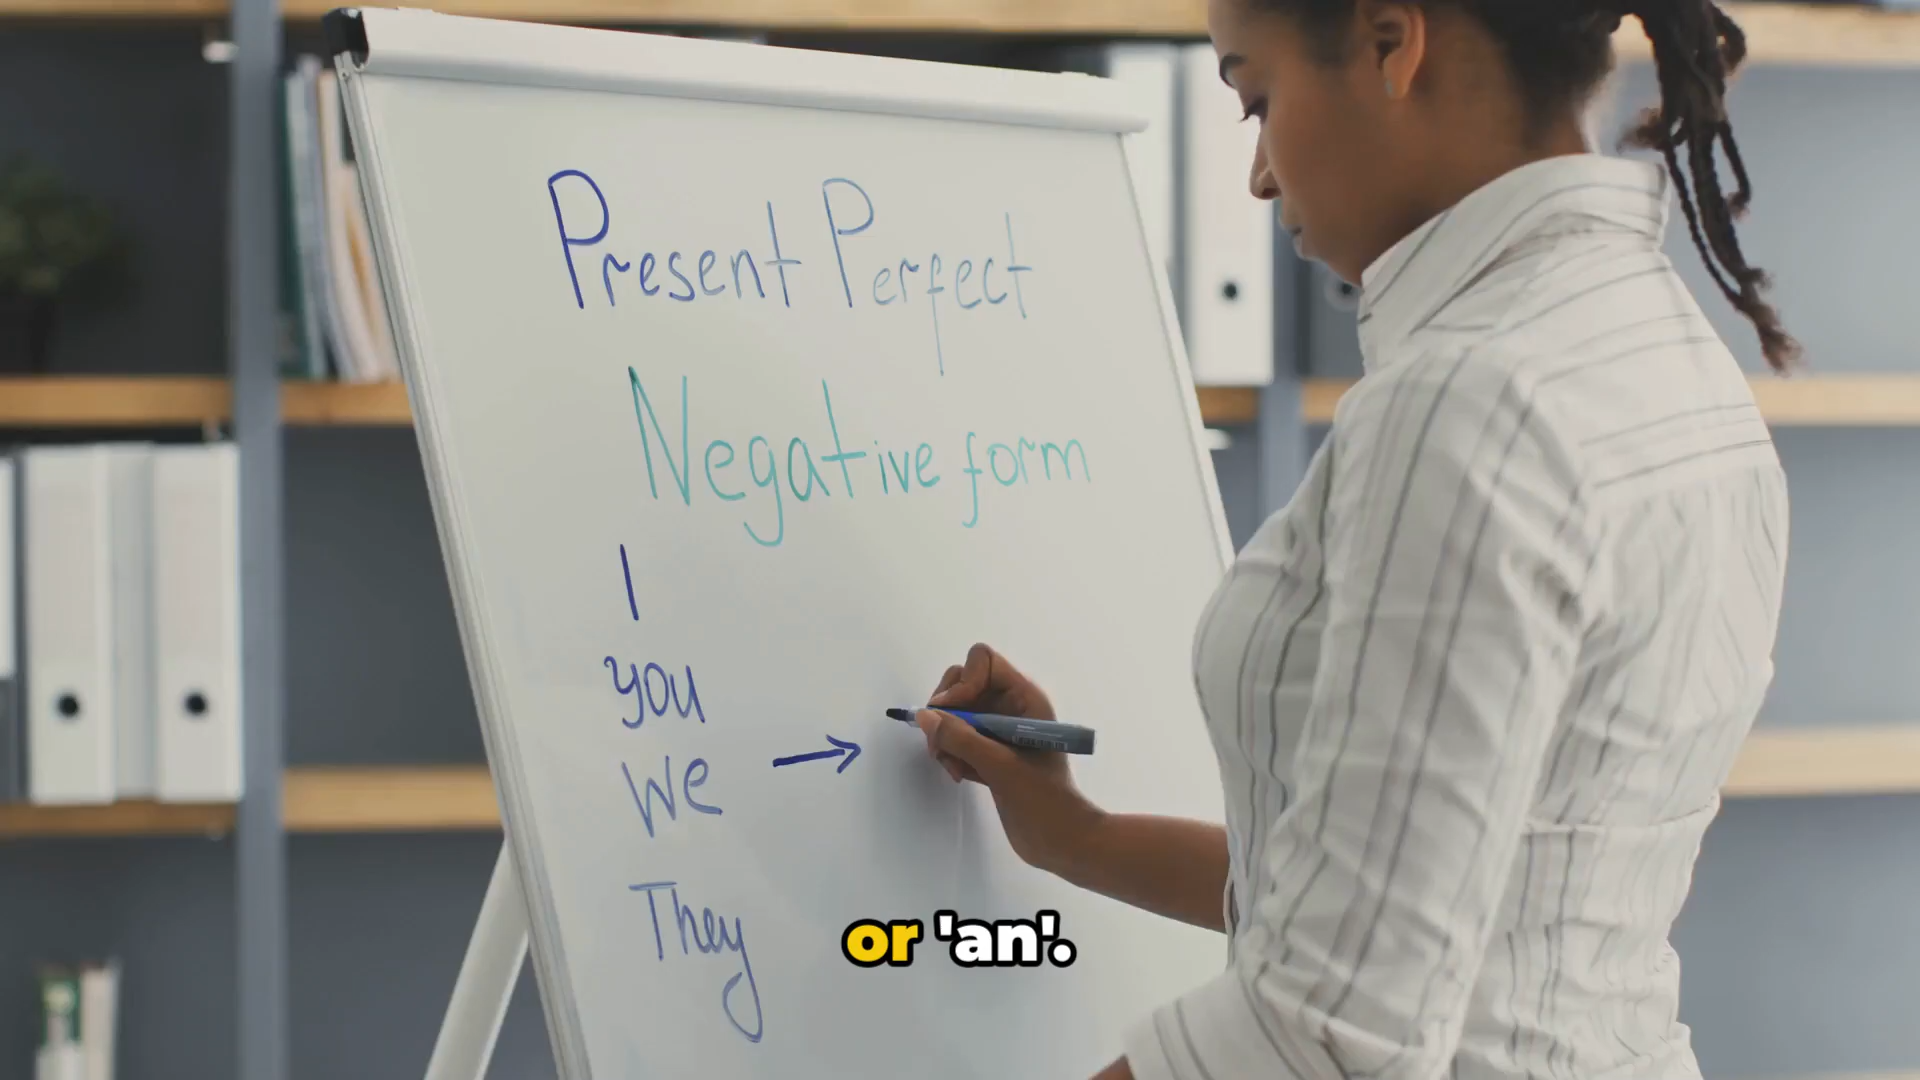 Present Perfect
Negative form
I
you
We →
They
or 'an'.